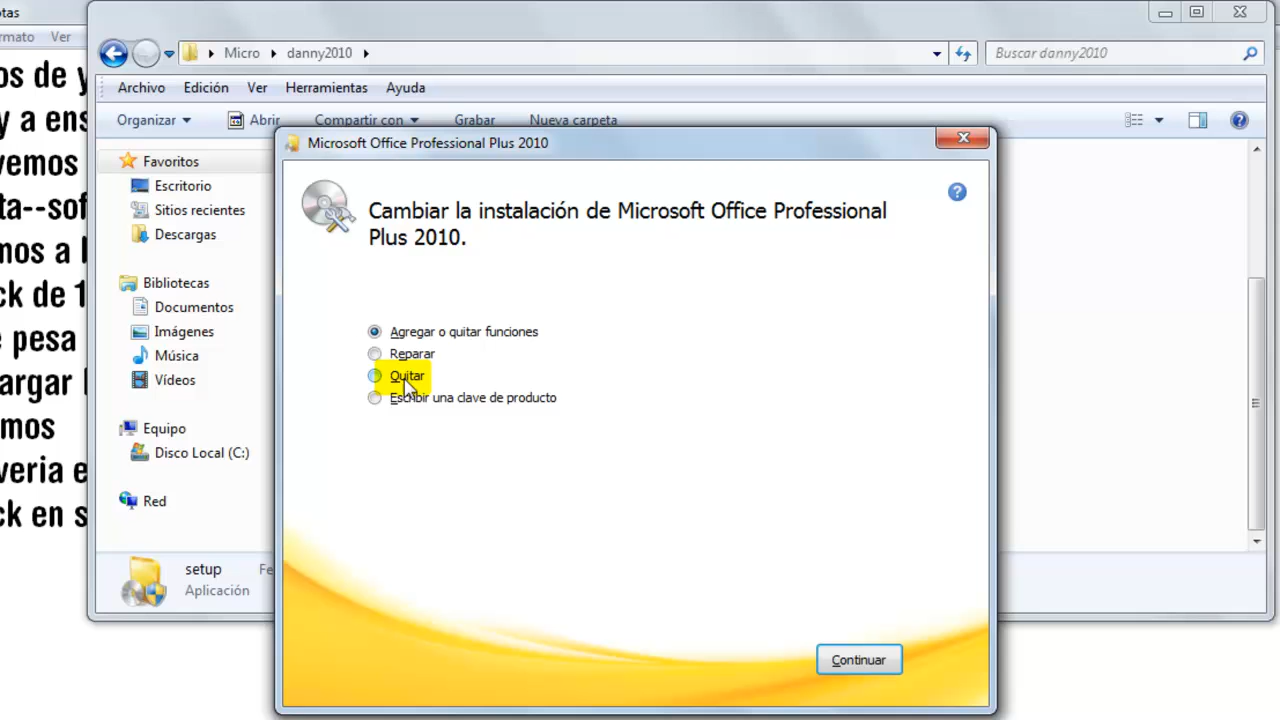 tas
rmato Ver
os de y
y a ens
vemos
ta--sof
mos a l
ck de 1
e pesa
argar l
mos
veria e
ck en s
Micro danny2010
Buscar danny2010
Archivo Edición Ver Herramientas Ayuda
Organizar Abrir Compartir con Grabar Nueva carpeta
Favoritos
Escritorio
Sitios recientes
Descargas
Bibliotecas
Documentos
Imágenes
Música
Vídeos
Equipo
Disco Local (C:)
Red
setup Fe
Aplicación
Microsoft Office Professional Plus 2010
Cambiar la instalación de Microsoft Office Professional
Plus 2010.
Agregar o quitar funciones
Reparar
Quitar
Escribir una clave de producto
Continuar